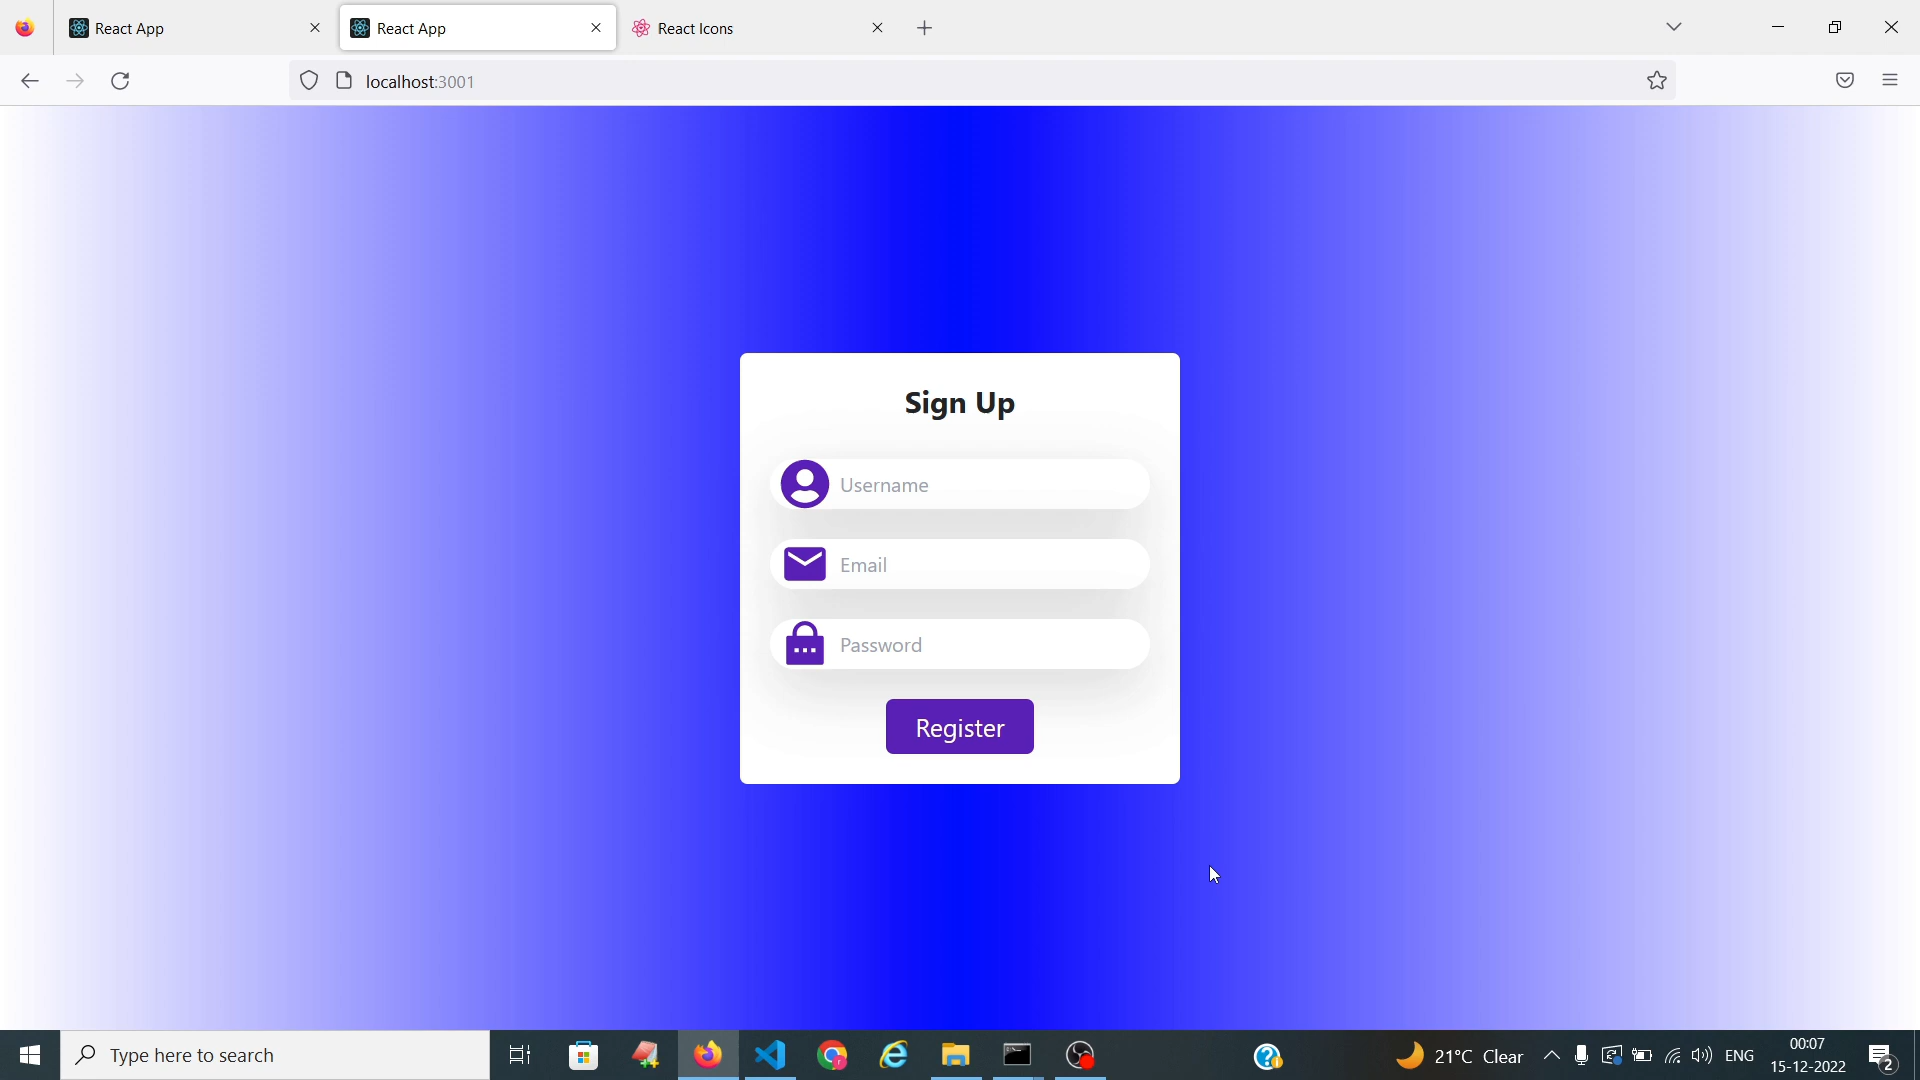 React App
React App
React Icons
localhost:3001
Sign Up
Username
Email
Password
Register
Type here to search
21°C Clear
ENG
00:07
15-12-2022
2